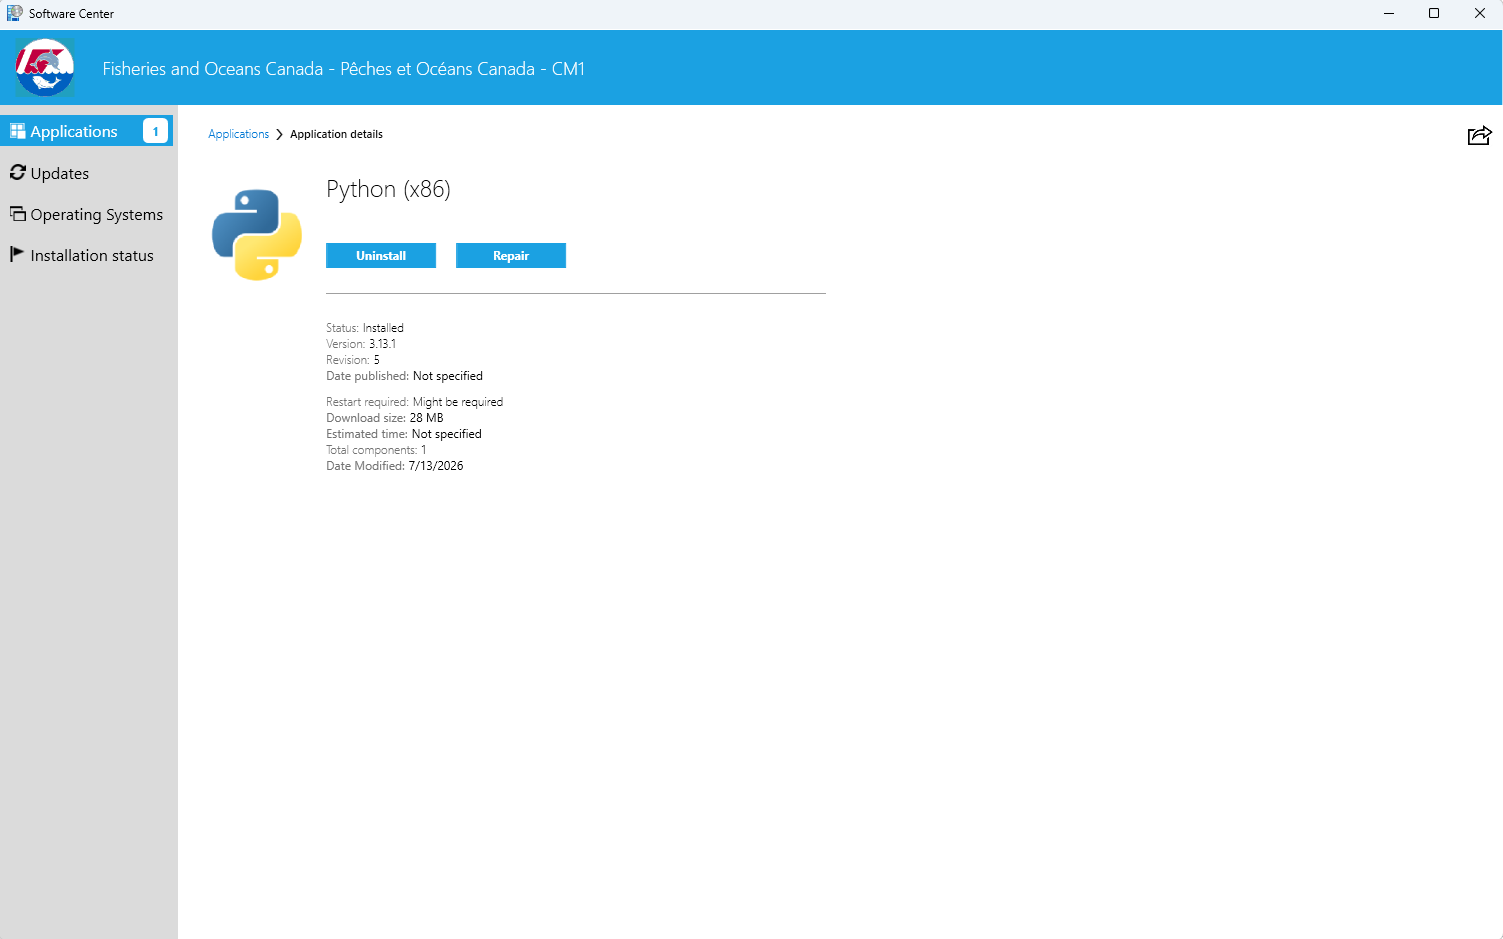 Software Center
Fisheries and Oceans Canada - Pêches et Océans Canada - CM1
Applications 1
Updates
Operating Systems
Installation status
Applications Application details
Python (x86)
Uninstall Repair
Status: Installed
Version: 3.13.1
Revision: 5
Date published: Not specified
Restart required: Might be required
Download size: 28 MB
Estimated time: Not specified
Total components: 1
Date Modified: 7/13/2026